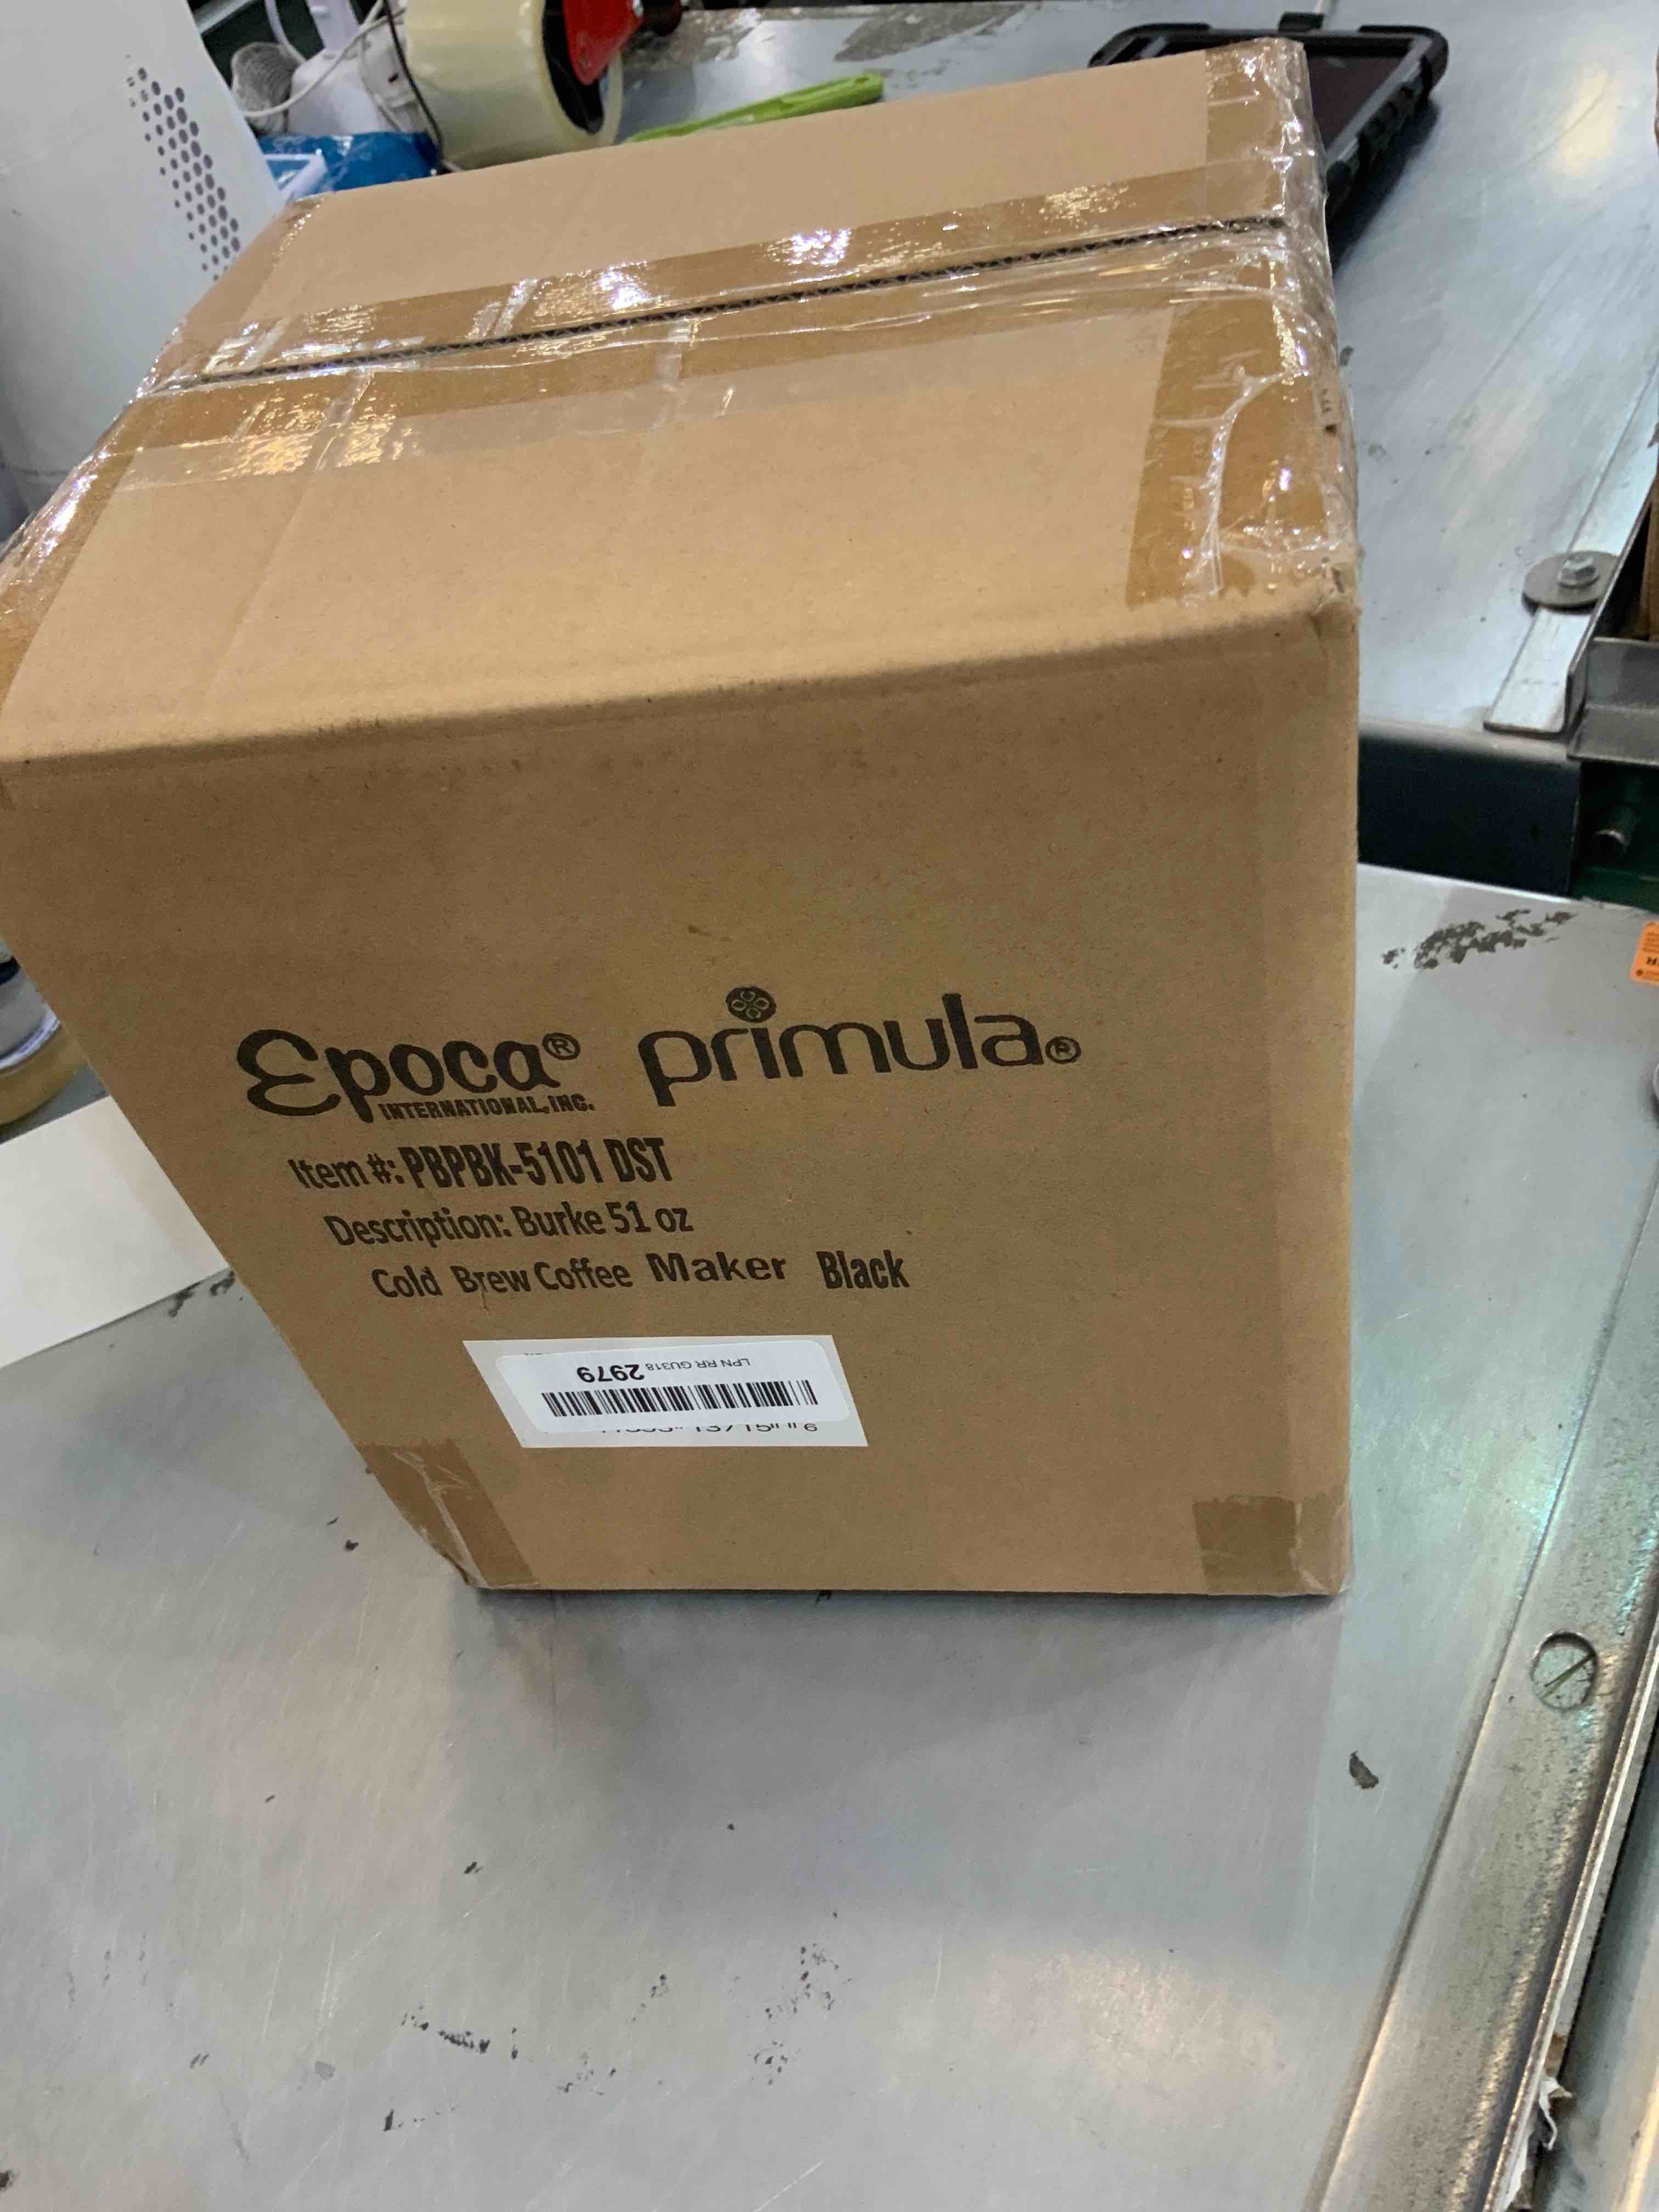 Epoca® primula®
INTERNATIONAL, INC.
Item #: PBPBK-5101 DST
Description: Burke 51 oz
Cold Brew Coffee Maker Black
LPN RR GU318 2979